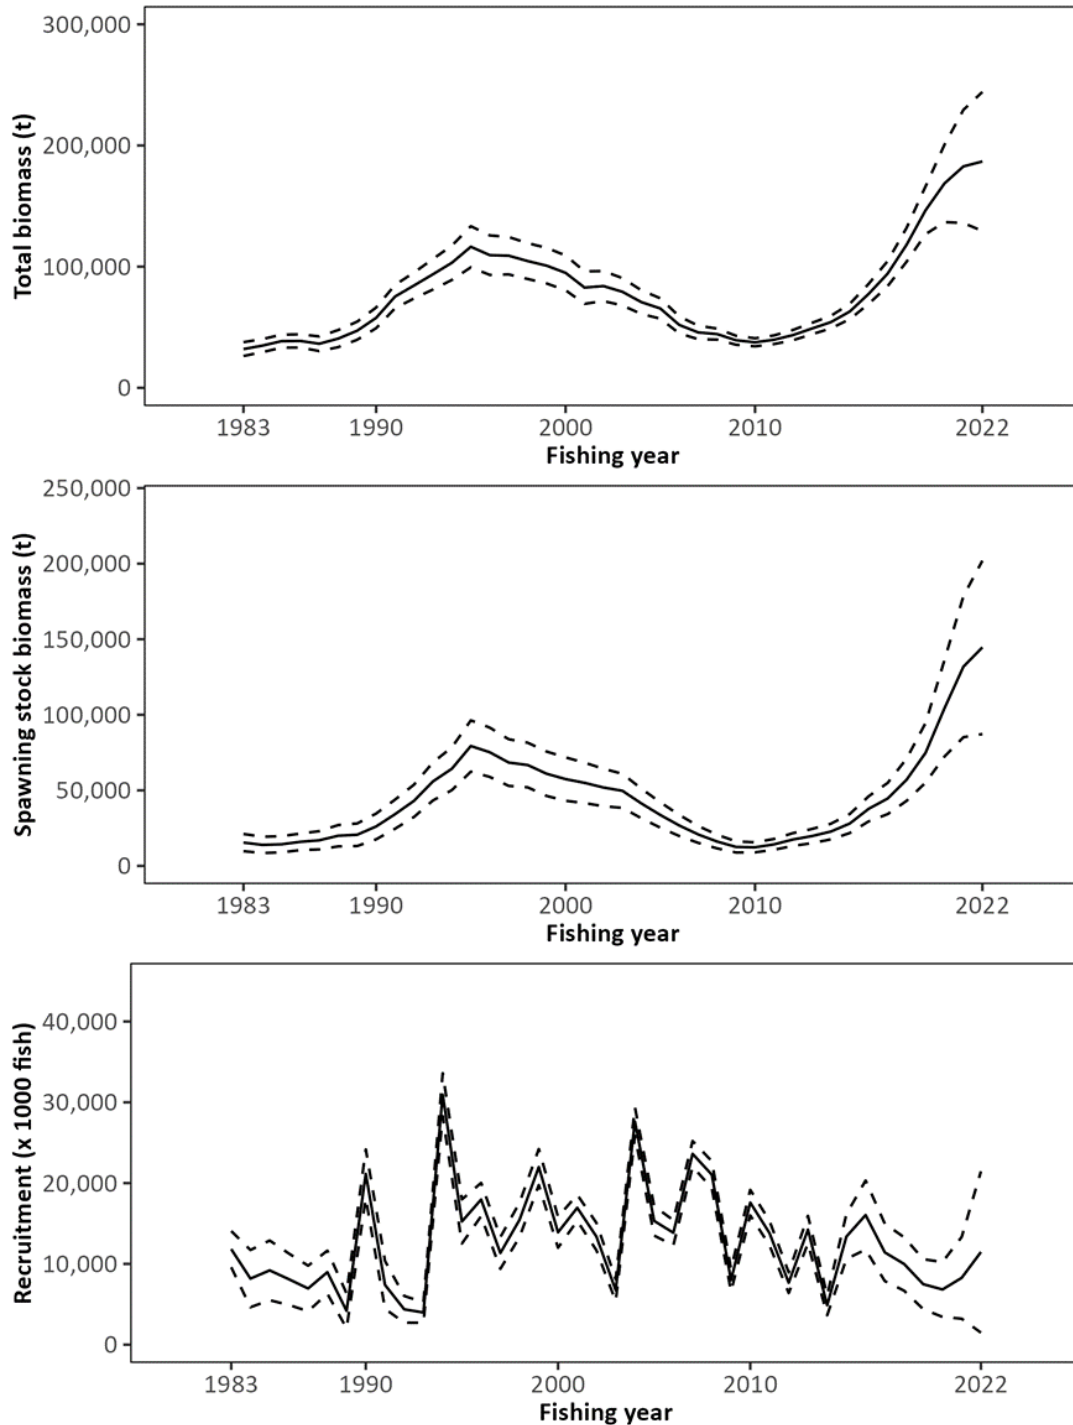 Total biomass (t)
300,000
200,000
100,000
0
1983 1990 2000 2010 2022
Fishing year
Spawning stock biomass (t)
250,000
200,000
150,000
100,000
50,000
0
1983 1990 2000 2010 2022
Fishing year
Recruitment (x 1000 fish)
40,000
30,000
20,000
10,000
0
1983 1990 2000 2010 2022
Fishing year